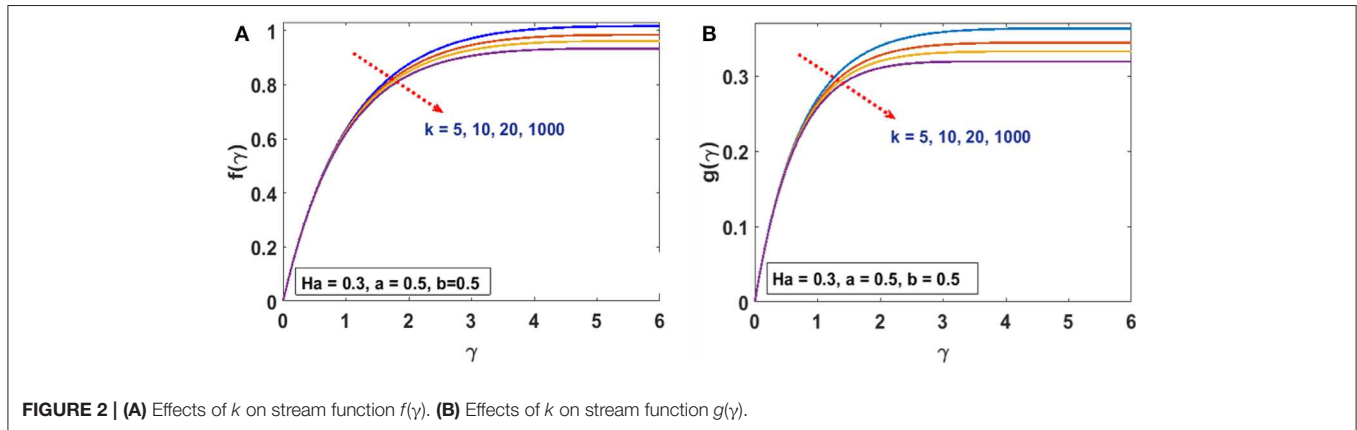 A
1
0.8
0.6
0.4
0.2
0
f(γ)
k = 5, 10, 20, 1000
Ha = 0.3, a = 0.5, b=0.5
0 1 2 3 4 5 6
γ
B
0.3
0.2
0.1
0
g(γ)
k = 5, 10, 20, 1000
Ha = 0.3, a = 0.5, b = 0.5
0 1 2 3 4 5 6
γ
FIGURE 2 | (A) Effects of k on stream function f(γ). (B) Effects of k on stream function g(γ).